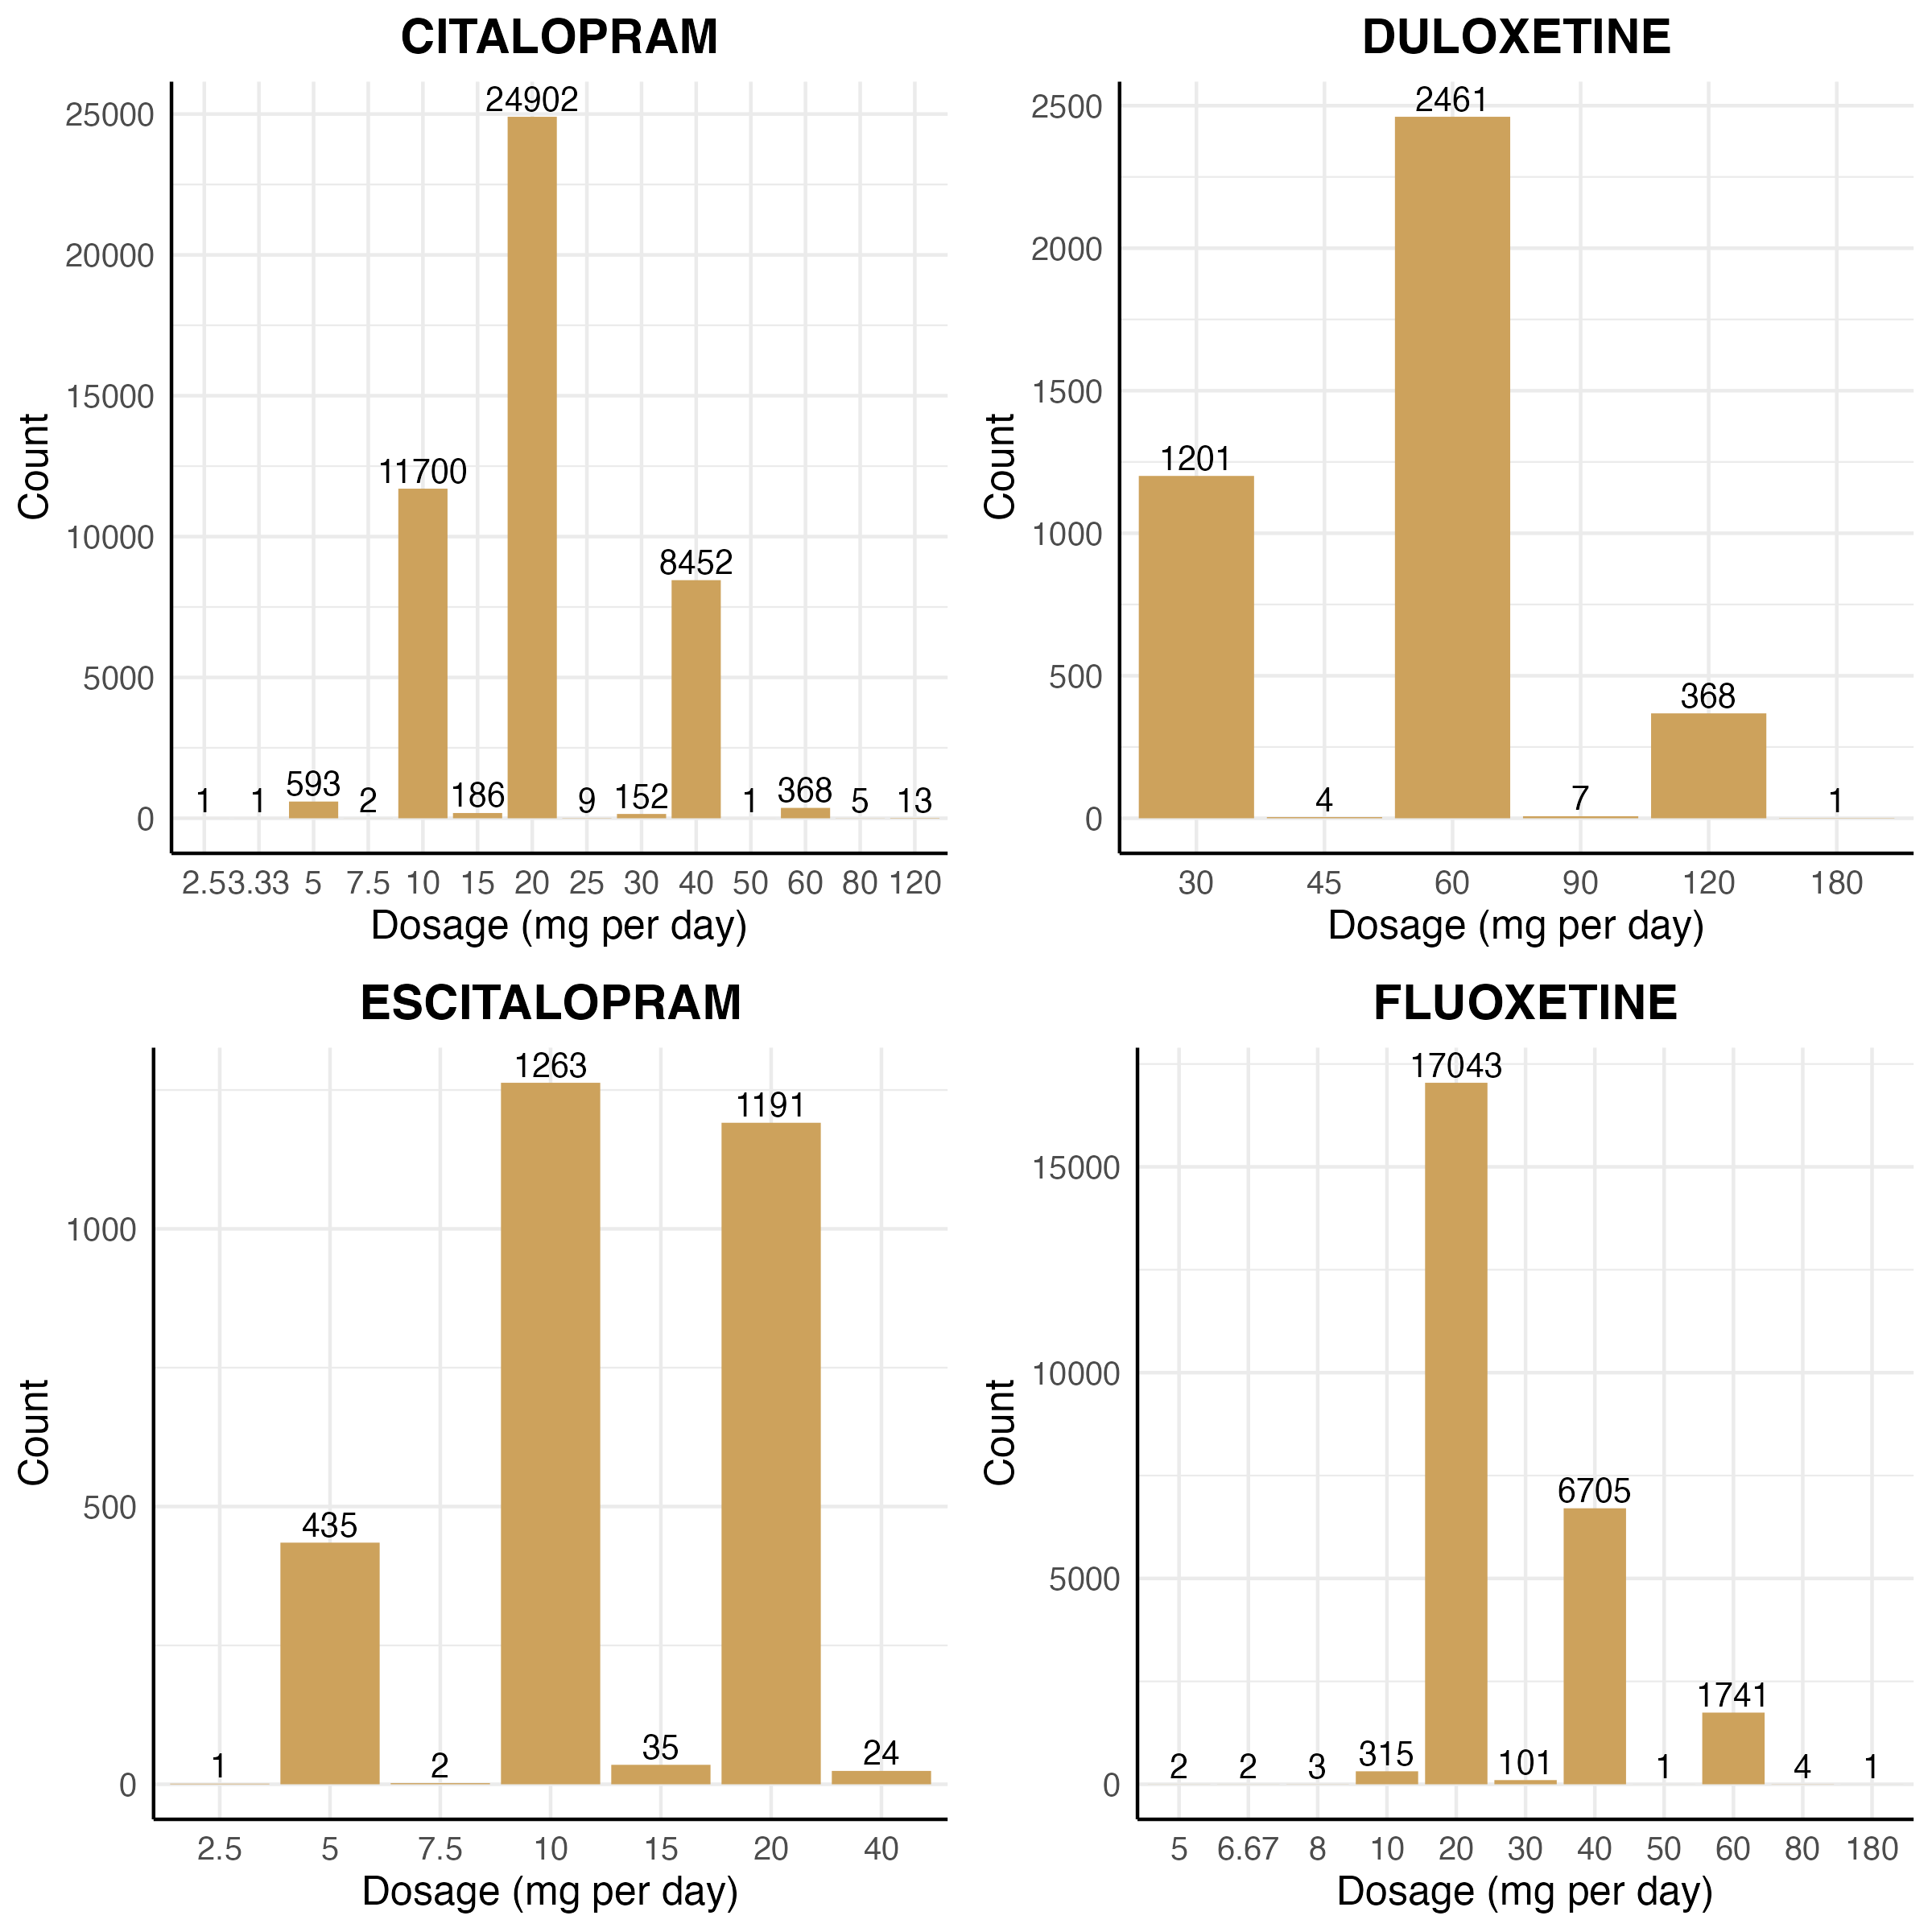 CITALOPRAM
25000
20000
15000
10000
5000
0
Count
1 1 593 2 11700 186 24902 9 152 8452 1 368 5 13
2.5 3.33 5 7.5 10 15 20 25 30 40 50 60 80 120
Dosage (mg per day)
DULOXETINE
2500
2000
1500
1000
500
0
Count
1201 4 2461 7 368 1
30 45 60 90 120 180
Dosage (mg per day)
ESCITALOPRAM
1000
500
0
Count
1 435 2 1263 35 1191 24
2.5 5 7.5 10 15 20 40
Dosage (mg per day)
FLUOXETINE
15000
10000
5000
0
Count
2 2 3 315 17043 101 6705 1 1741 4 1
5 6.67 8 10 20 30 40 50 60 80 180
Dosage (mg per day)